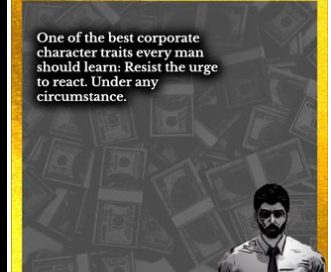 One of the best corporate
character traits every man
should learn: Resist the urge
to react. Under any
circumstance.